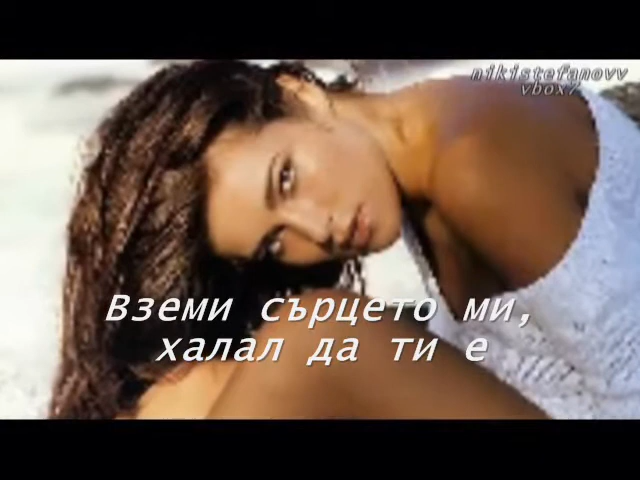 nikistefanovv
vbox7
Вземи сърцето ми,
халал да ти е